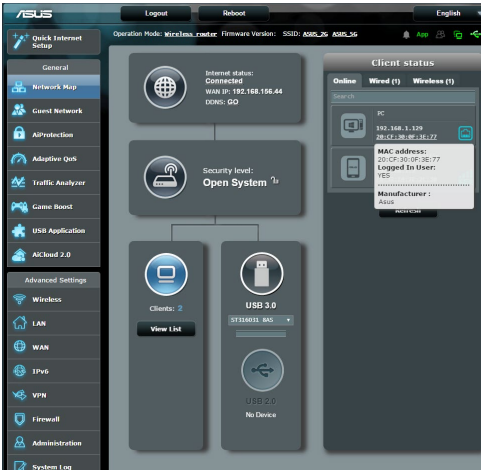 ASUS
Logout
Reboot
English
Quick Internet
Setup
Operation Mode: Wireless router Firmware Version: SSID: ASUS_2G ASUS_5G
App
General
Network Map
Guest Network
AiProtection
Adaptive QoS
Traffic Analyzer
Game Boost
USB Application
AiCloud 2.0
Advanced Settings
Wireless
LAN
WAN
IPv6
VPN
Firewall
Administration
System Log
Internet status:
Connected
WAN IP: 192.168.156.44
DDNS: GO
Security level:
Open System
Clients: 2
View List
USB 3.0
ST316031 8AS
USB 2.0
No Device
Client status
Online Wired (1) Wireless (1)
Search
PC
192.168.1.129
20:CF:30:0F:3E:77
MAC address:
20:CF:30:0F:3E:77
Logged In User:
YES
Manufacturer :
Asus
Refresh